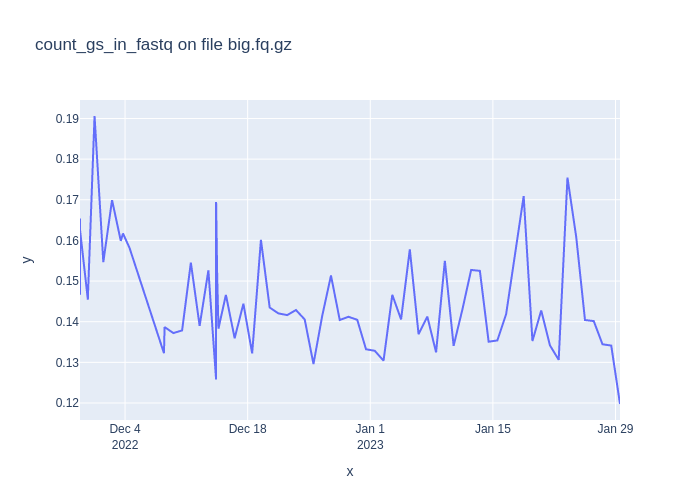 count_gs_in_fastq on file big.fq.gz
0.19
0.18
0.17
0.16
0.15
0.14
0.13
0.12
y
Dec 4 Dec 18 Jan 1 Jan 15 Jan 29
2022 2023
x